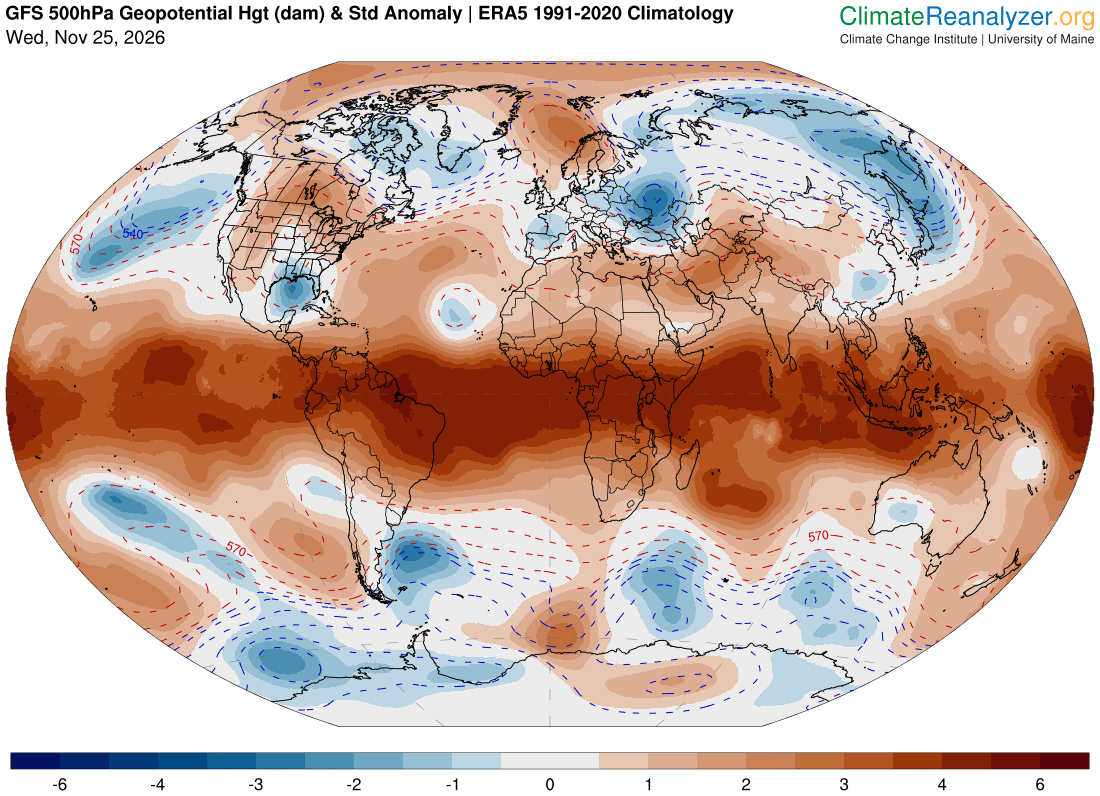 GFS 500hPa Geopotential Hgt (dam) & Std Anomaly | ERA5 1991-2020 Climatology
Wed, Nov 25, 2026
ClimateReanalyzer.org
Climate Change Institute | University of Maine
570
540
570
570
-6 -5 -4 -3 -2 -1 0 1 2 3 4 5 6